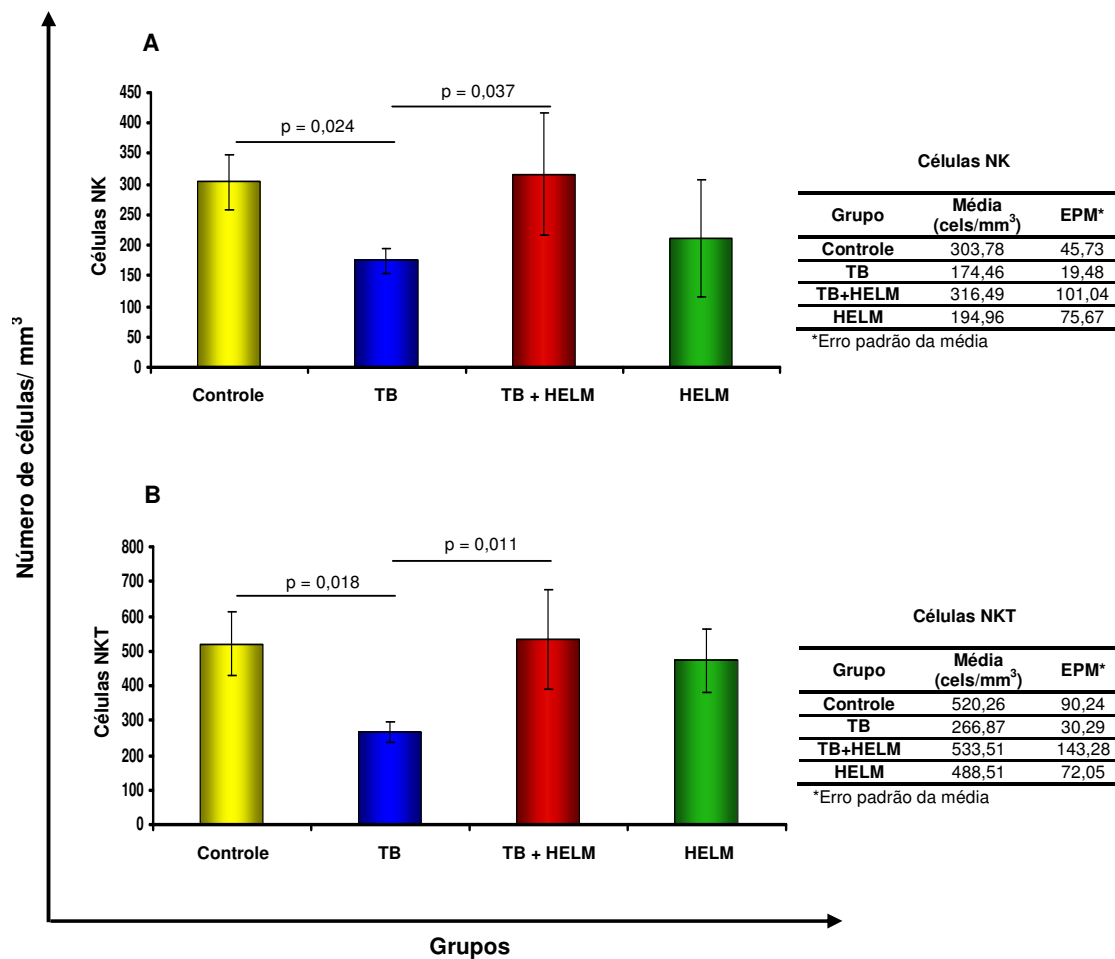 A
p = 0,037
p = 0,024
450
400
350
300
250
200
150
100
50
0
Células NK
Controle TB TB + HELM HELM
Células NK
Grupo Média (cels/mm³) EPM*
Controle 303,78 45,73
TB 174,46 19,48
TB+HELM 316,49 101,04
HELM 194,96 75,67
*Erro padrão da média
Número de células/ mm³
B
p = 0,011
p = 0,018
800
700
600
500
400
300
200
100
0
Células NKT
Controle TB TB + HELM HELM
Células NKT
Grupo Média (cels/mm³) EPM*
Controle 520,26 90,24
TB 266,87 30,29
TB+HELM 533,51 143,28
HELM 488,51 72,05
*Erro padrão da média
Grupos